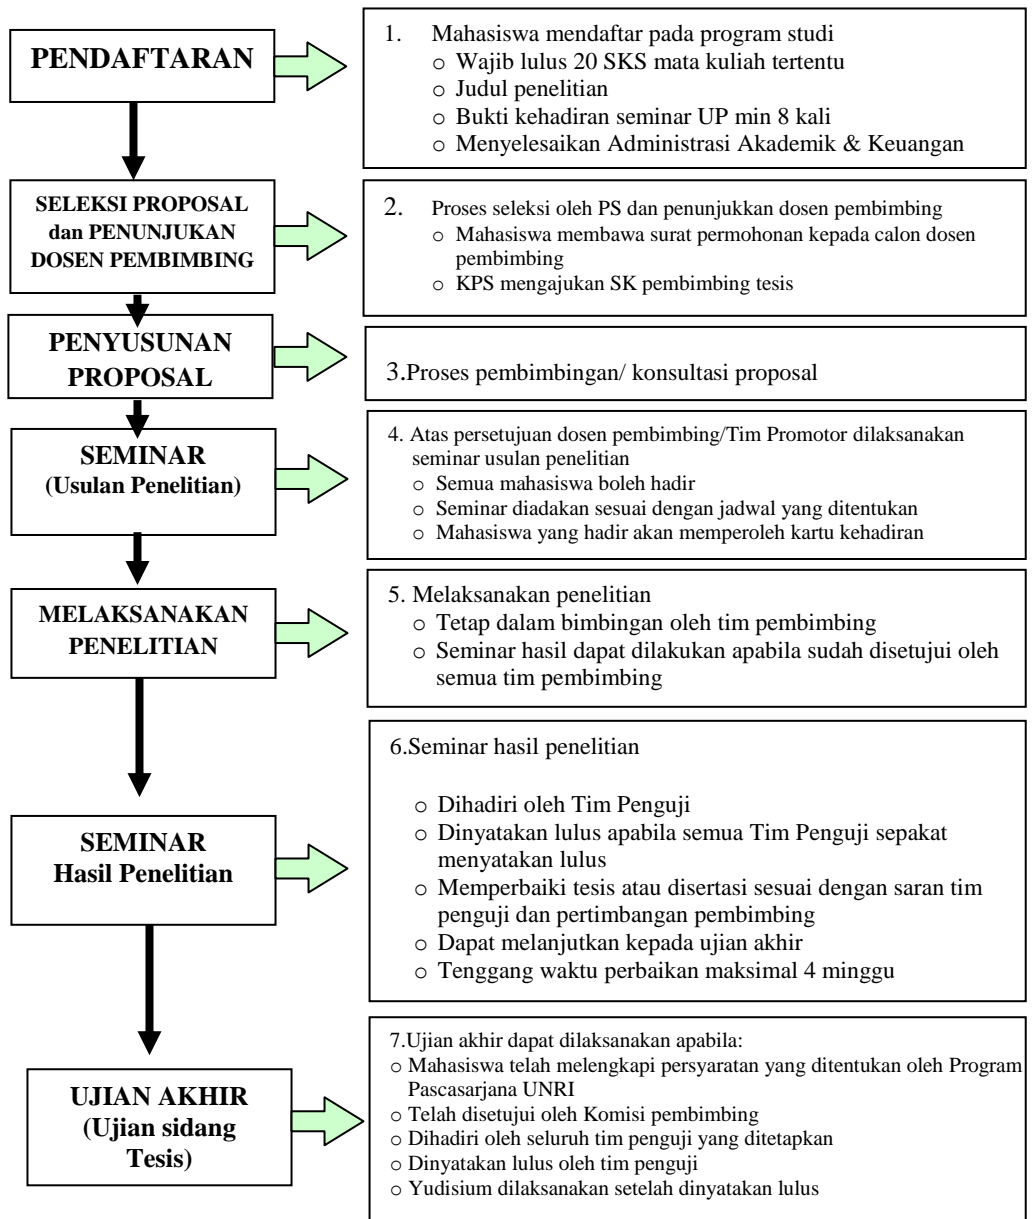 PENDAFTARAN
1. Mahasiswa mendaftar pada program studi
o Wajib lulus 20 SKS mata kuliah tertentu
o Judul penelitian
o Bukti kehadiran seminar UP min 8 kali
o Menyelesaikan Administrasi Akademik & Keuangan
SELEKSI PROPOSAL
dan PENUNJUKAN
DOSEN PEMBIMBING
2. Proses seleksi oleh PS dan penunjukkan dosen pembimbing
o Mahasiswa membawa surat permohonan kepada calon dosen
pembimbing
o KPS mengajukan SK pembimbing tesis
PENYUSUNAN
PROPOSAL
3.Proses pembimbingan/ konsultasi proposal
SEMINAR
(Usulan Penelitian)
4. Atas persetujuan dosen pembimbing/Tim Promotor dilaksanakan
seminar usulan penelitian
o Semua mahasiswa boleh hadir
o Seminar diadakan sesuai dengan jadwal yang ditentukan
o Mahasiswa yang hadir akan memperoleh kartu kehadiran
MELAKSANAKAN
PENELITIAN
5. Melaksanakan penelitian
o Tetap dalam bimbingan oleh tim pembimbing
o Seminar hasil dapat dilakukan apabila sudah disetujui oleh
semua tim pembimbing
SEMINAR
Hasil Penelitian
6.Seminar hasil penelitian
o Dihadiri oleh Tim Penguji
o Dinyatakan lulus apabila semua Tim Penguji sepakat
menyatakan lulus
o Memperbaiki tesis atau disertasi sesuai dengan saran tim
penguji dan pertimbangan pembimbing
o Dapat melanjutkan kepada ujian akhir
o Tenggang waktu perbaikan maksimal 4 minggu
UJIAN AKHIR
(Ujian sidang
Tesis)
7.Ujian akhir dapat dilaksanakan apabila:
o Mahasiswa telah melengkapi persyaratan yang ditentukan oleh Program
Pascasarjana UNRI
o Telah disetujui oleh Komisi pembimbing
o Dihadiri oleh seluruh tim penguji yang ditetapkan
o Dinyatakan lulus oleh tim penguji
o Yudisium dilaksanakan setelah dinyatakan lulus